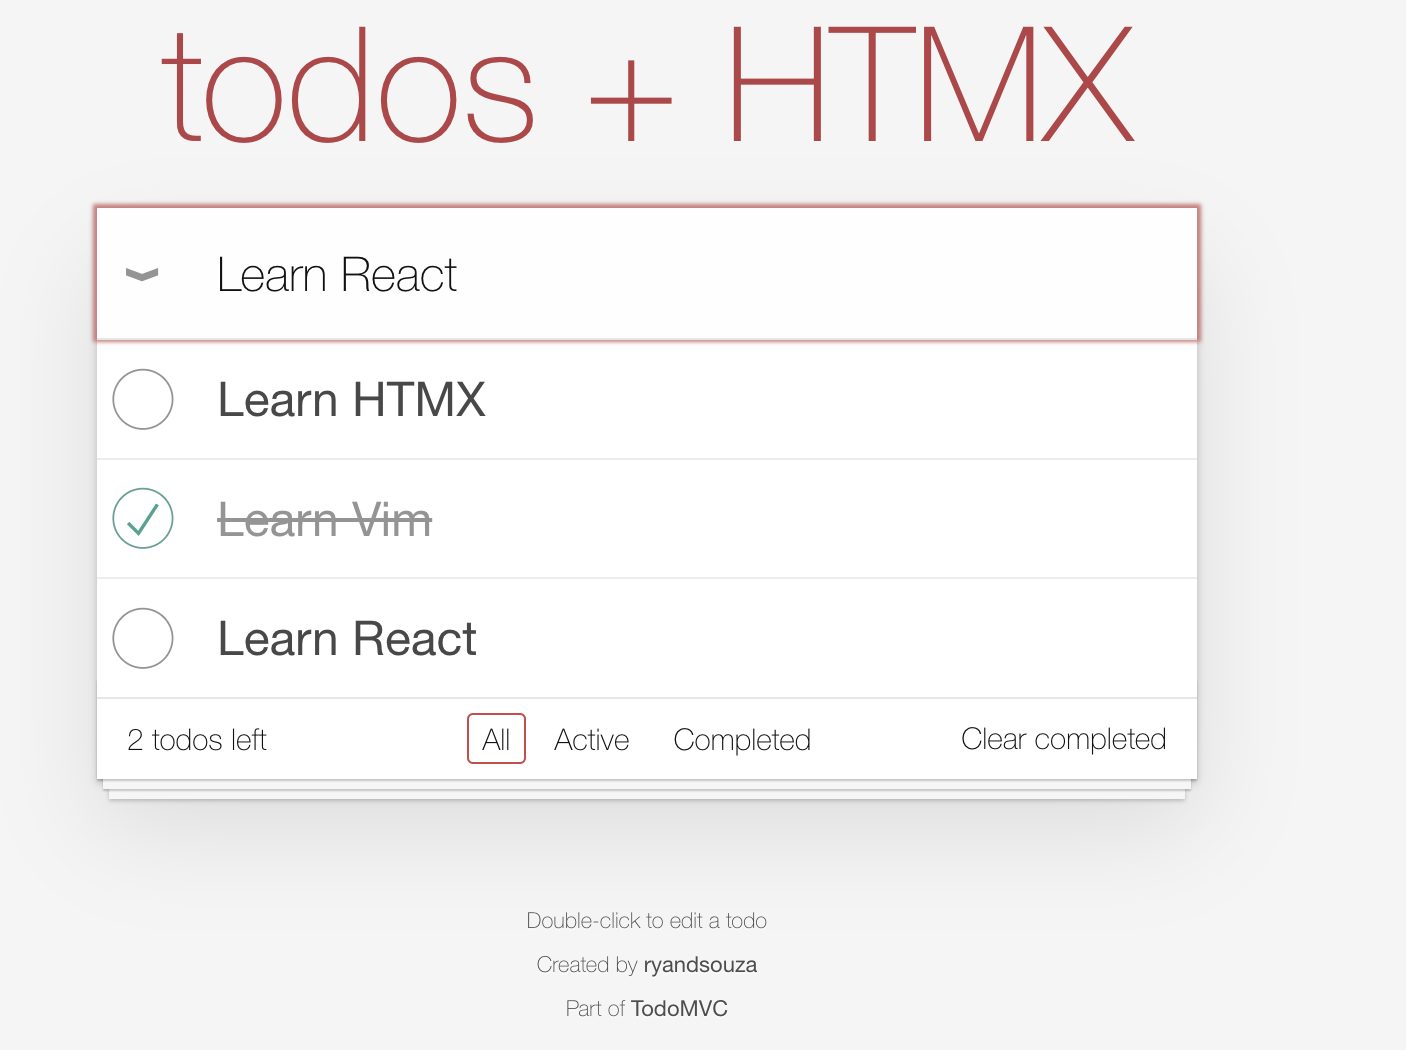 todos + HTMX
Learn React
Learn HTMX
Learn Vim
Learn React
2 todos left All Active Completed Clear completed
Double-click to edit a todo
Created by ryandsouza
Part of TodoMVC